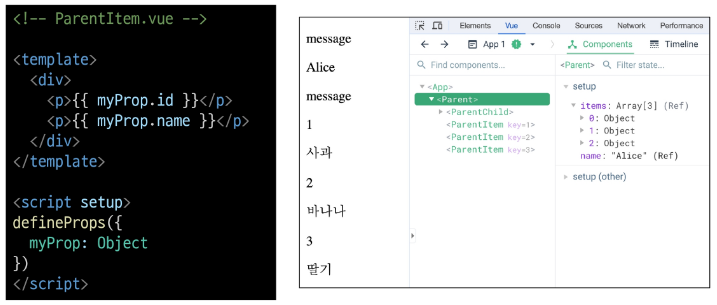 <!-- ParentItem.vue -->
<template>
<div>
<p>{{ myProp.id }}</p>
<p>{{ myProp.name }}</p>
</div>
</template>
<script setup>
defineProps({
myProp: Object
})
</script>
message
Alice
message
1
사과
2
바나나
3
딸기
Elements Vue Console Sources Network Performance
App 1 Components Timeline
Find components...
<App>
<Parent>
<ParentChild>
<ParentItem key=1>
<ParentItem key=2>
<ParentItem key=3>
<Parent> Filter state...
setup
items: Array[3] (Ref)
0: Object
1: Object
2: Object
name: "Alice" (Ref)
setup (other)